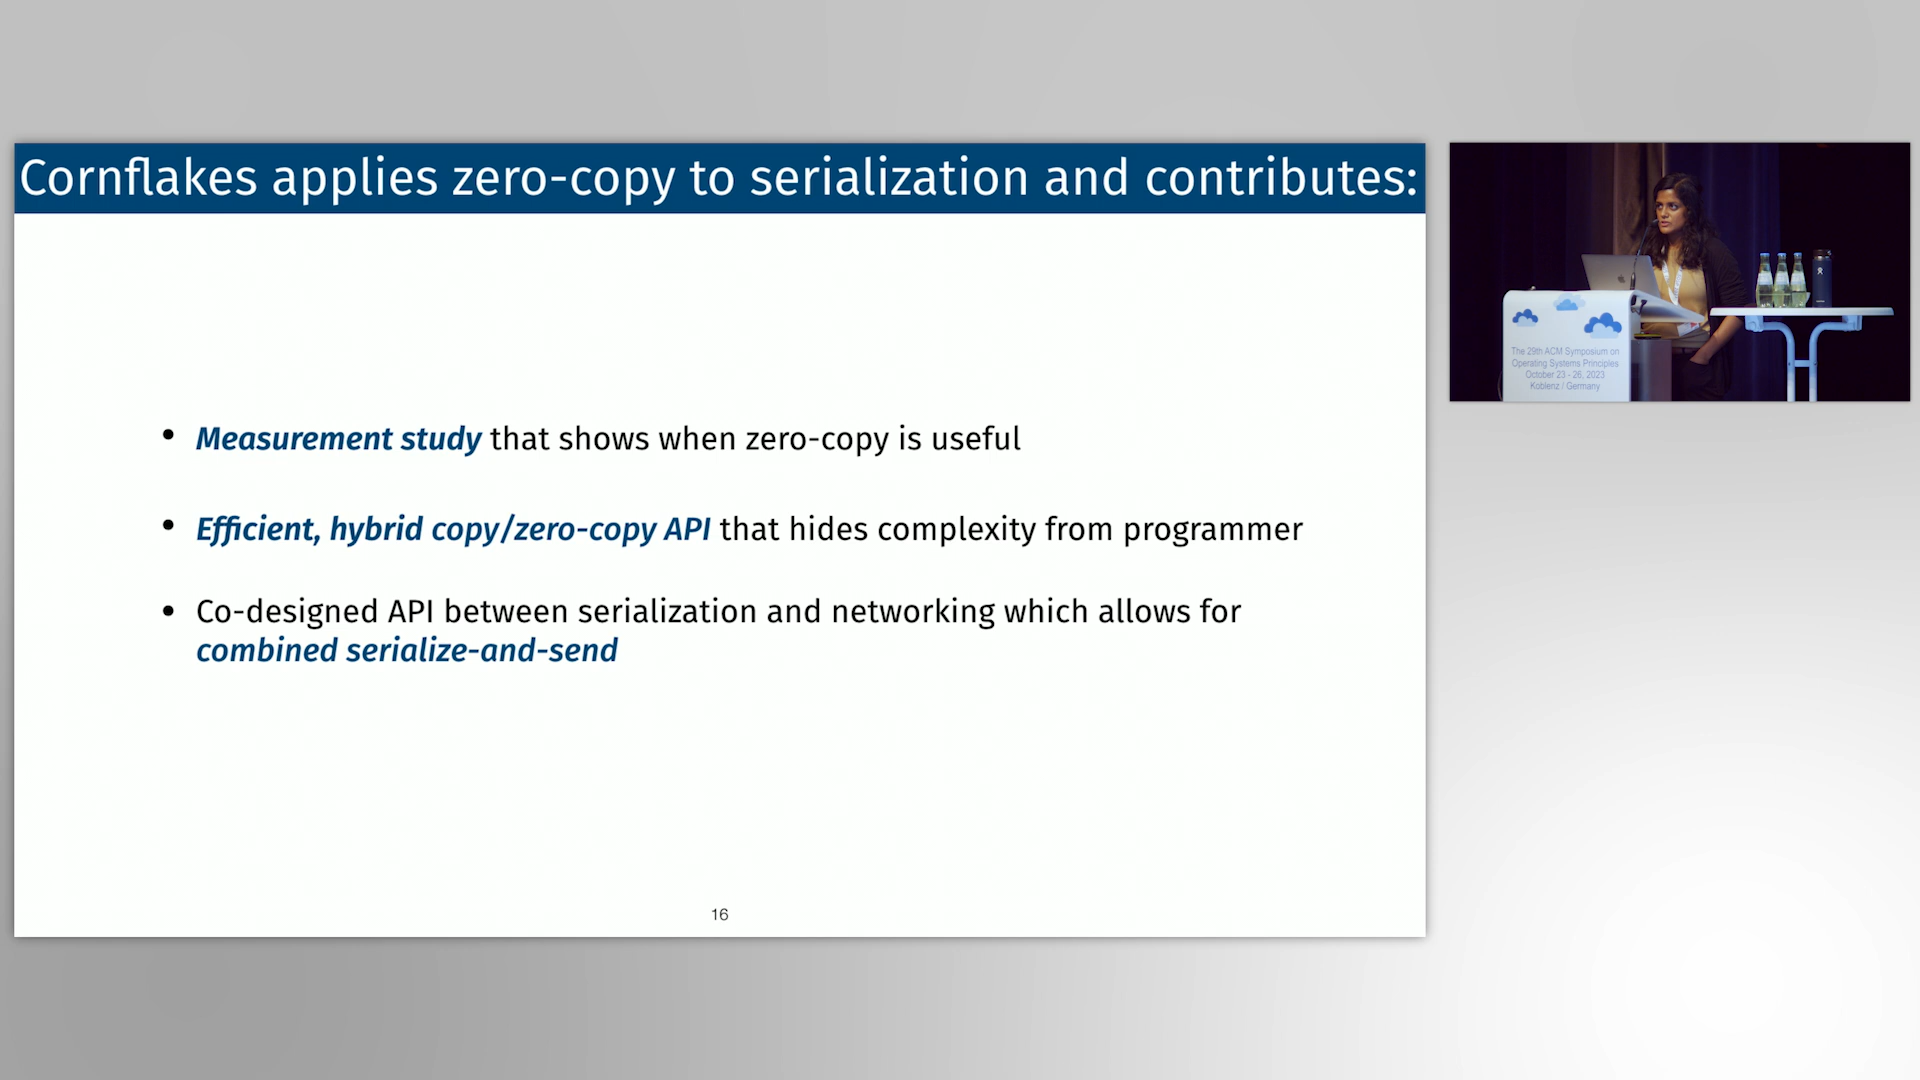 Cornflakes applies zero-copy to serialization and contributes:
• Measurement study that shows when zero-copy is useful
• Efficient, hybrid copy/zero-copy API that hides complexity from programmer
• Co-designed API between serialization and networking which allows for
combined serialize-and-send
16
The 29th ACM Symposium on
Operating Systems Principles
October 23 - 26, 2023
Koblenz / Germany